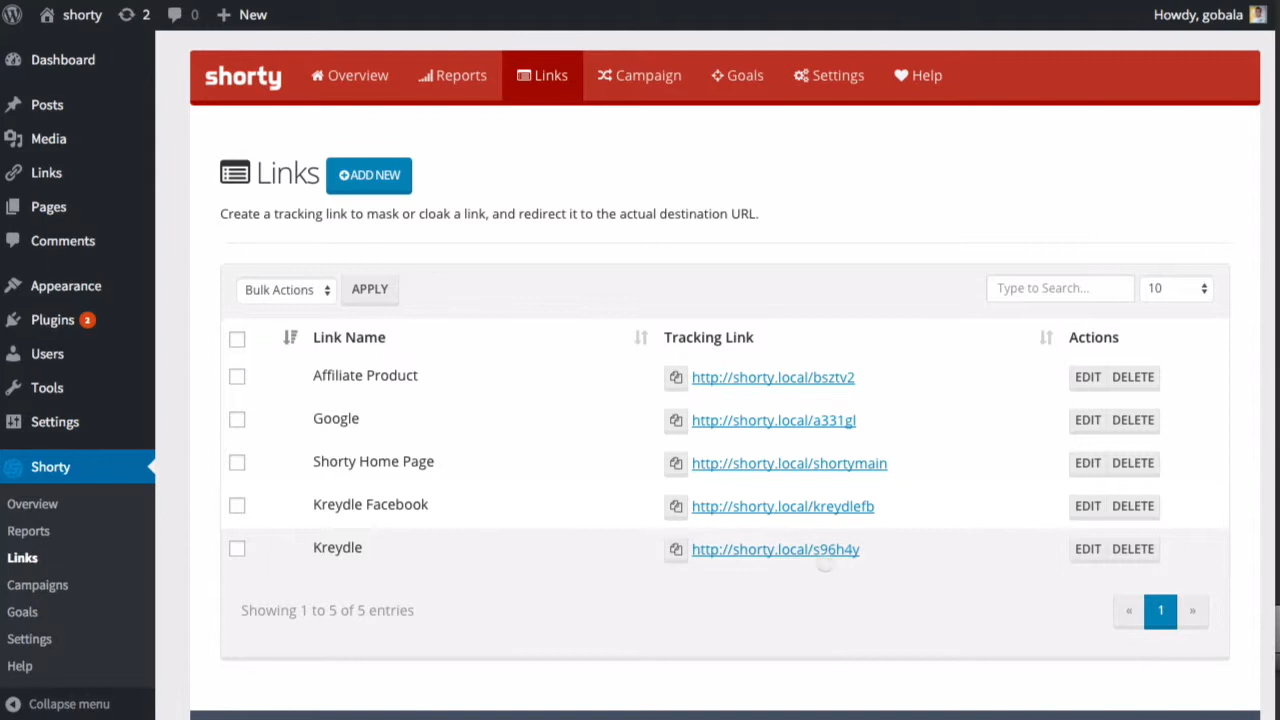 shorty 2 0 New Howdy, gobala
Dashboard
Posts
Media
Links
Pages
Comments
Appearance
Plugins 2
Users
Tools
Settings
Shorty
Overview
Reports
Links
Campaigns
Goals
Settings
Help
Collapse menu
shorty Overview Reports Links Campaign Goals Settings Help
Links ADD NEW
Create a tracking link to mask or cloak a link, and redirect it to the actual destination URL.
Bulk Actions APPLY Type to Search... 10
Link Name Tracking Link Actions
Affiliate Product http://shorty.local/bsztv2 EDIT DELETE
Google http://shorty.local/a331gl EDIT DELETE
Shorty Home Page http://shorty.local/shortymain EDIT DELETE
Kreydle Facebook http://shorty.local/kreydlefb EDIT DELETE
Kreydle http://shorty.local/s96h4y EDIT DELETE
Showing 1 to 5 of 5 entries « 1 »